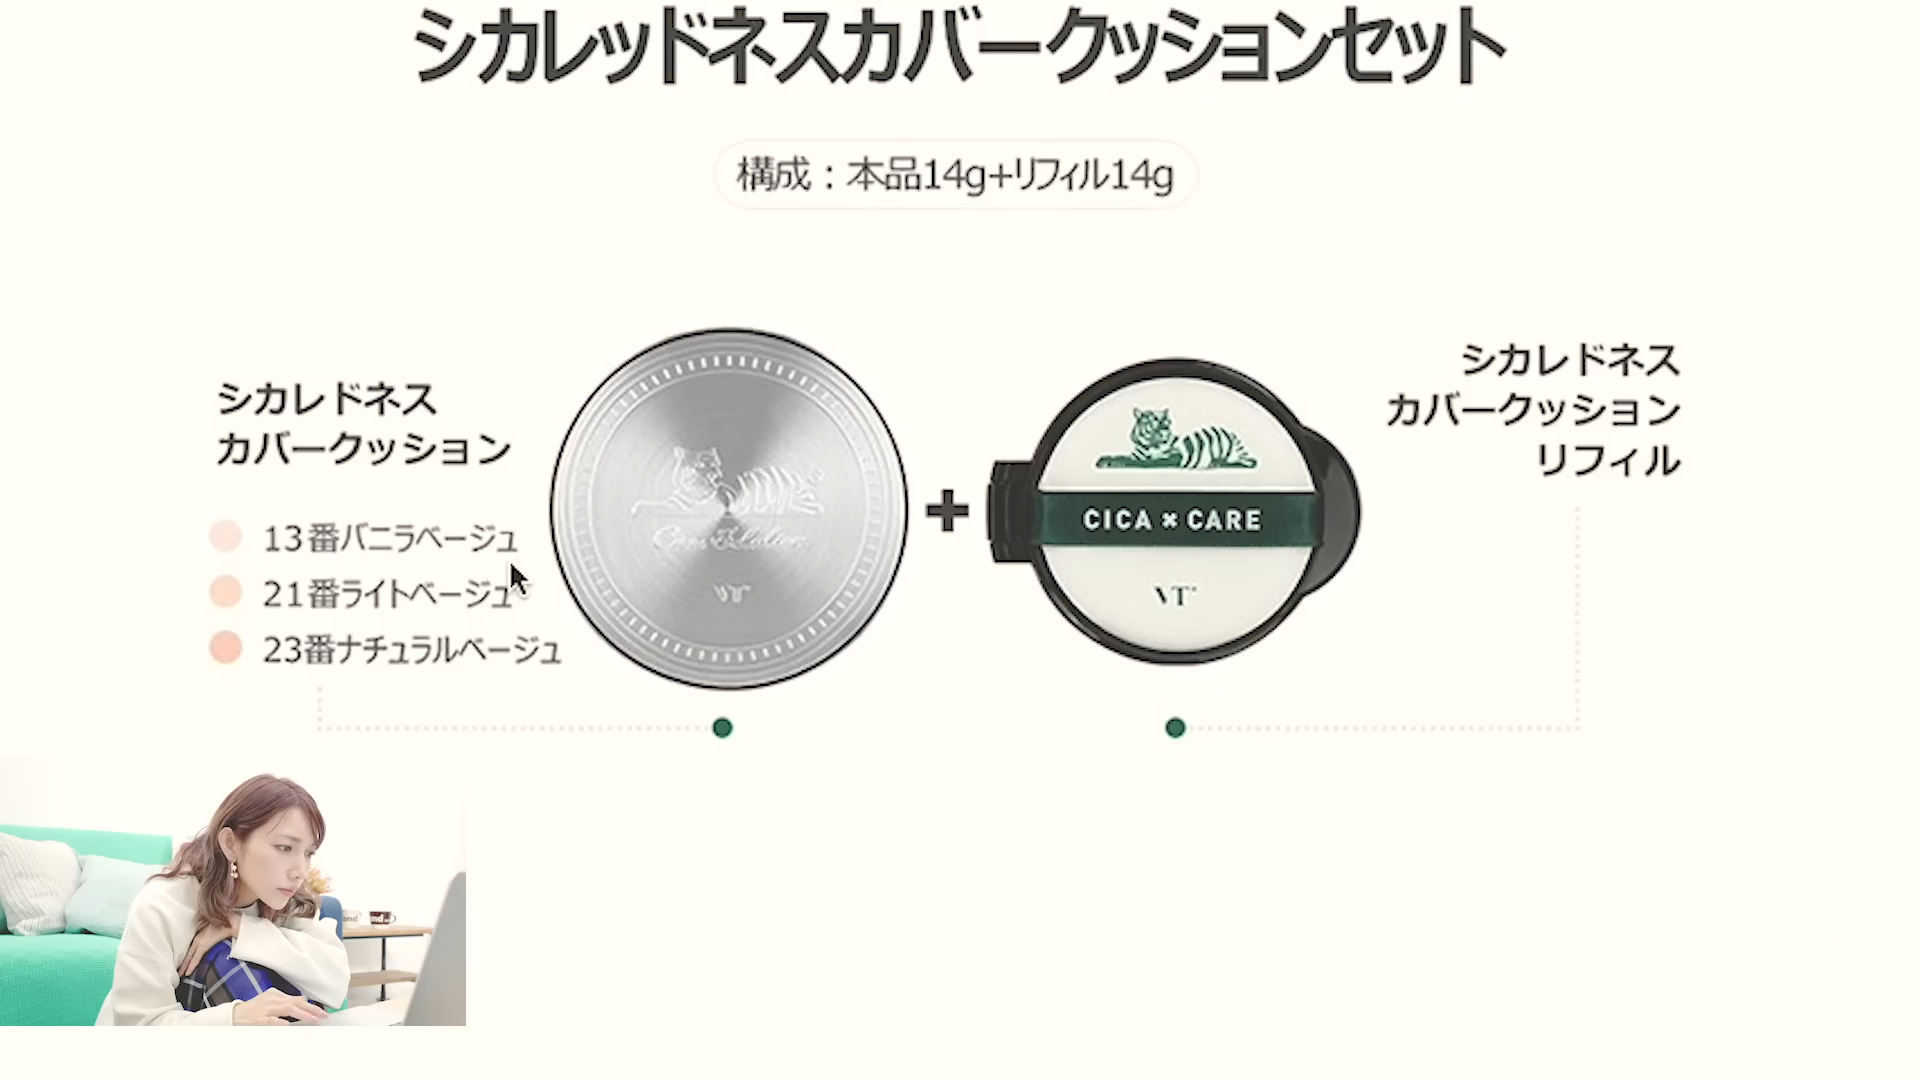 シカレッドネスカバークッションセット
構成：本品14g+リフィル14g
シカレドネス
カバークッション
13番バニラベージュ
21番ライトベージュ
23番ナチュラルベージュ
VT
CICA × CARE
VT
シカレドネス
カバークッション
リフィル